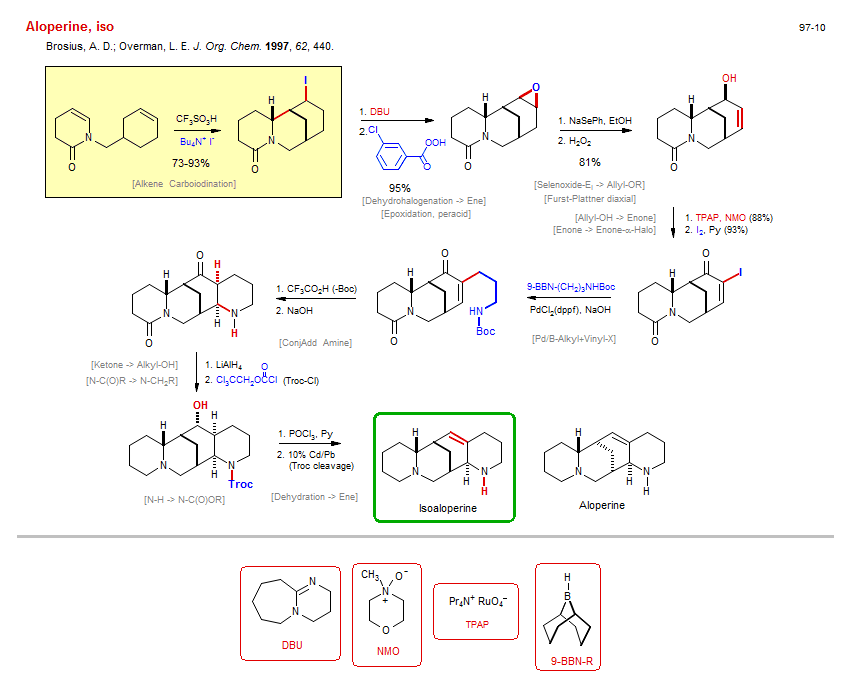 Aloperine, iso
97-10
Brosius, A. D.; Overman, L. E. J. Org. Chem. 1997, 62, 440.
I
H
N
O
CF3SO3H
Bu4N+ I-
73-93%
H
N
O
[Alkene Carboiodination]
1. DBU
2. Cl
OOH
O
95%
[Dehydrohalogenation -> Ene]
[Epoxidation, peracid]
H
O
N
O
1. NaSePh, EtOH
2. H2O2
81%
[Selenoxide-Ei -> Allyl-OR]
[Furst-Plattner diaxial]
OH
H
N
O
[Allyl-OH -> Enone]
[Enone -> Enone-α-Halo]
1. TPAP, NMO (88%)
2. I2, Py (93%)
O
H
I
N
O
9-BBN-(CH2)3NHBoc
PdCl2(dppf), NaOH
[Pd/B-Alkyl+Vinyl-X]
O
H
N
HN
Boc
O
1. CF3CO2H (-Boc)
2. NaOH
[ConjAdd Amine]
O
H
H
N
H
N
H
O
[Ketone -> Alkyl-OH]
[N-C(O)R -> N-CH2R]
1. LiAlH4
2. Cl3CCH2OCCl (Troc-Cl)
O
OH
H
H
N
H
N
Troc
[N-H -> N-C(O)OR]
1. POCl3, Py
2. 10% Cd/Pb
(Troc cleavage)
[Dehydration -> Ene]
H
N
H
N
H
Isoaloperine
H
N
H
N
H
Aloperine
N
N
DBU
CH3
O-
N
+
O
NMO
Pr4N+ RuO4-
TPAP
H
B
9-BBN-R